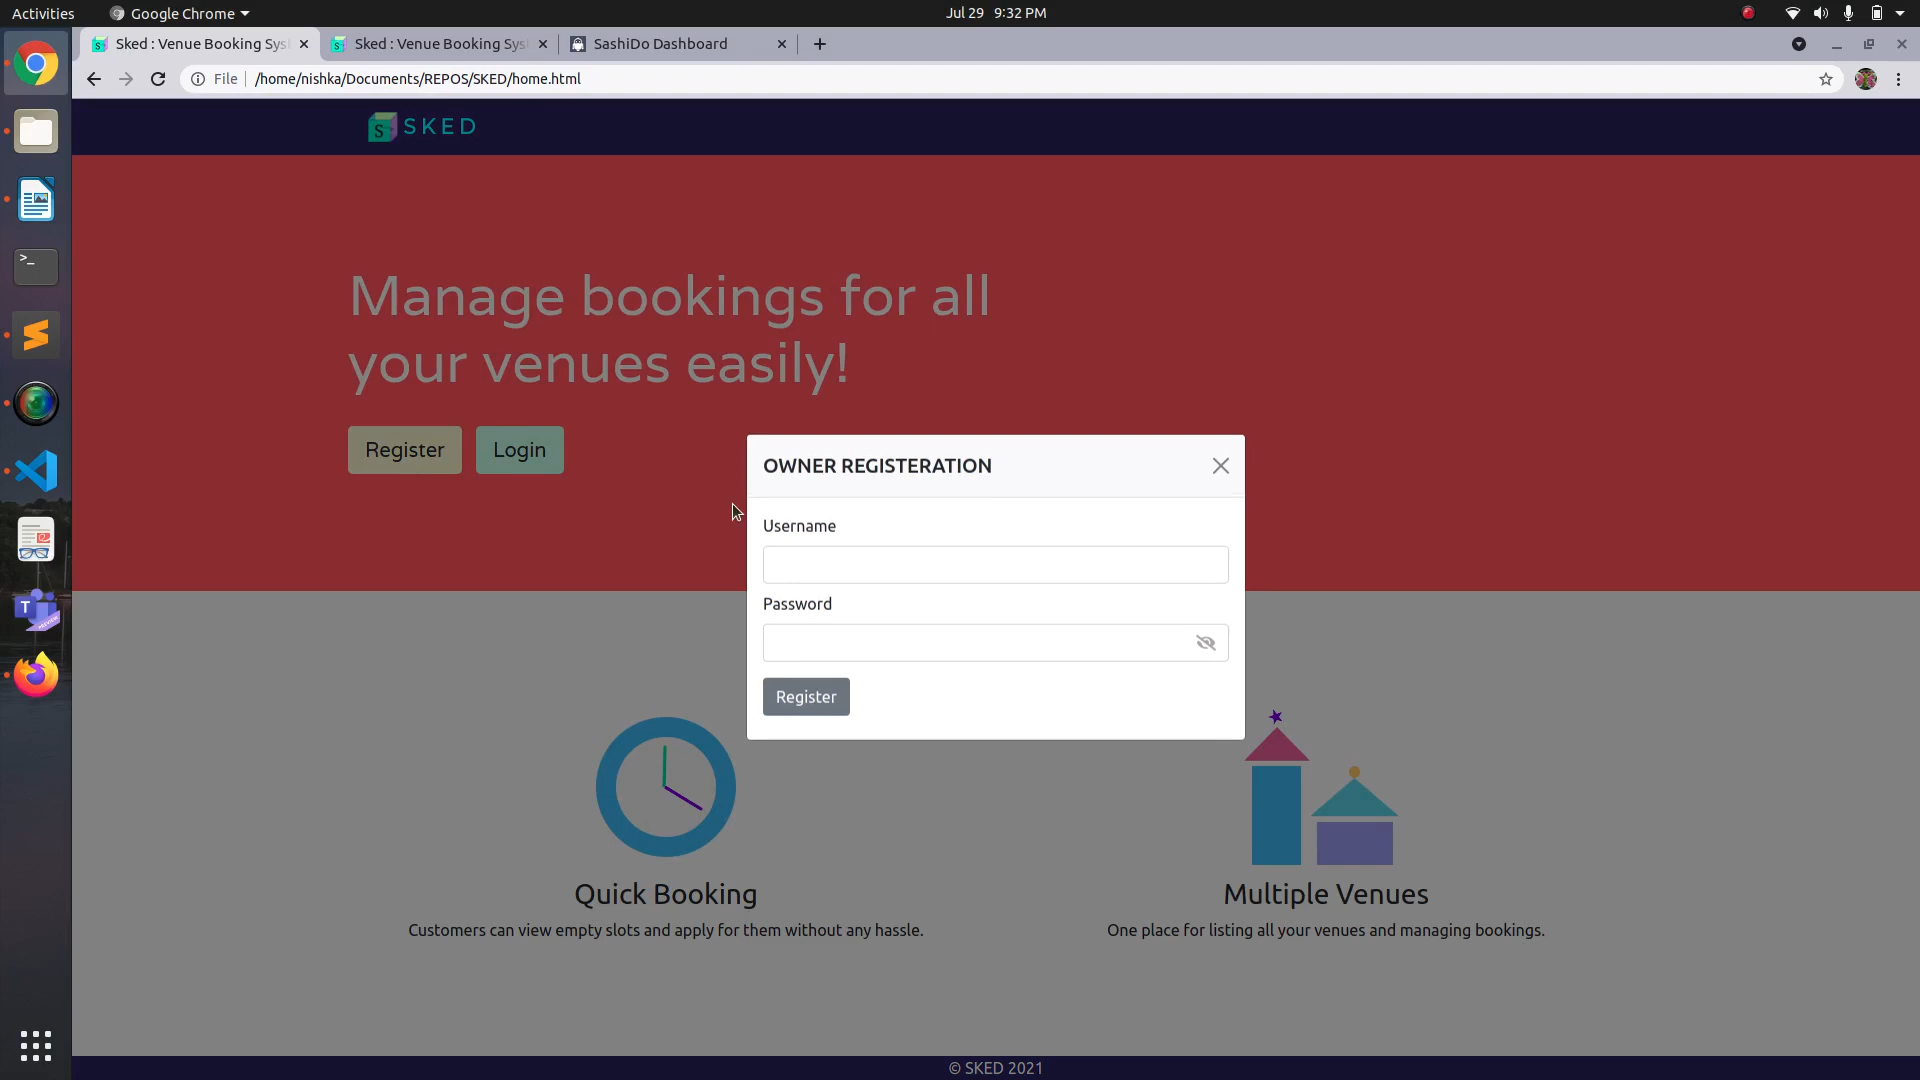 Activities
Google Chrome
Jul 29 9:32 PM
Sked : Venue Booking Sys
Sked : Venue Booking Sys
SashiDo Dashboard
File
/home/nishka/Documents/REPOS/SKED/home.html
S
SKED
Manage bookings for all
your venues easily!
Register
Login
OWNER REGISTERATION
Username
Password
Register
Quick Booking
Customers can view empty slots and apply for them without any hassle.
Multiple Venues
One place for listing all your venues and managing bookings.
© SKED 2021